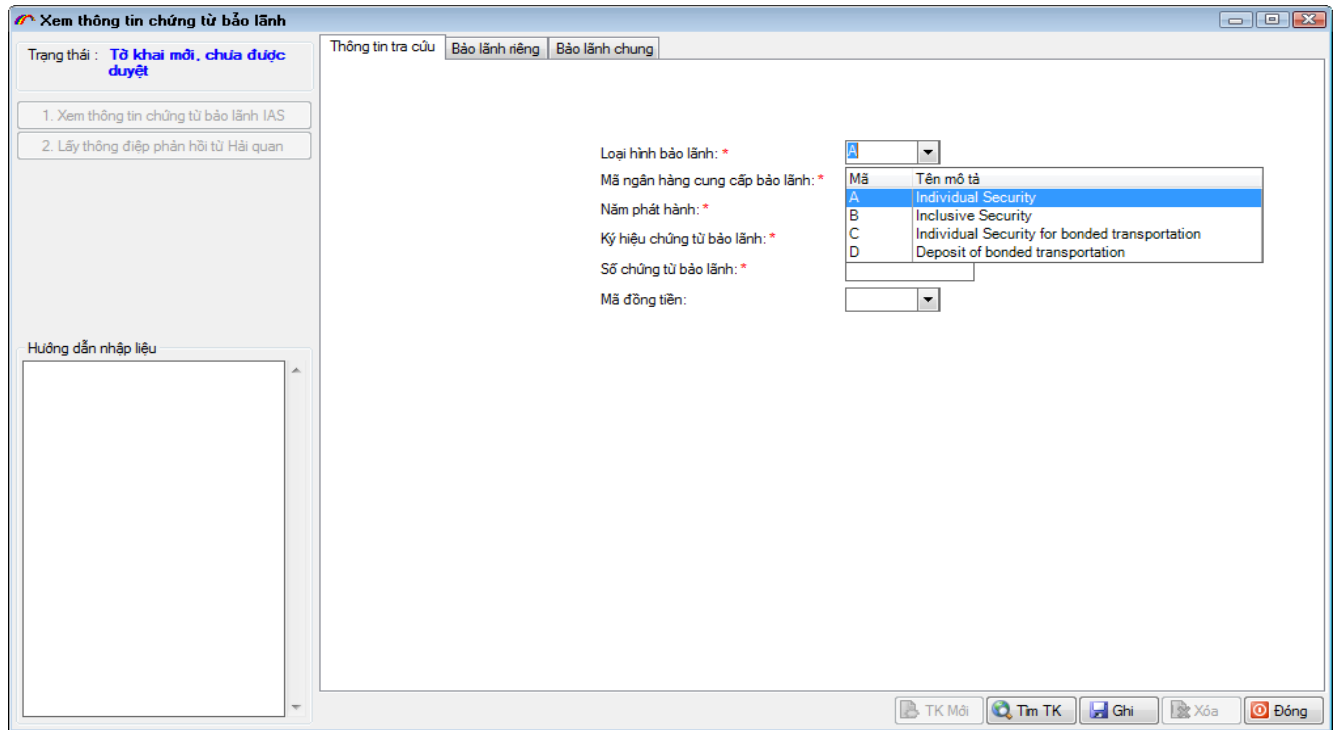 Xem thông tin chứng từ bảo lãnh
Trạng thái : Tờ khai mới, chưa được
duyệt
1. Xem thông tin chứng từ bảo lãnh IAS
2. Lấy thông điệp phản hồi từ Hải quan
Hướng dẫn nhập liệu
Thông tin tra cứu Bảo lãnh riêng Bảo lãnh chung
Loại hình bảo lãnh: * A
Mã ngân hàng cung cấp bảo lãnh: *
Năm phát hành: *
Ký hiệu chứng từ bảo lãnh: *
Số chứng từ bảo lãnh: *
Mã đồng tiền:
Mã Tên mô tả
A Individual Security
B Inclusive Security
C Individual Security for bonded transportation
D Deposit of bonded transportation
TK Mới Tìm TK Ghi Xóa Đóng